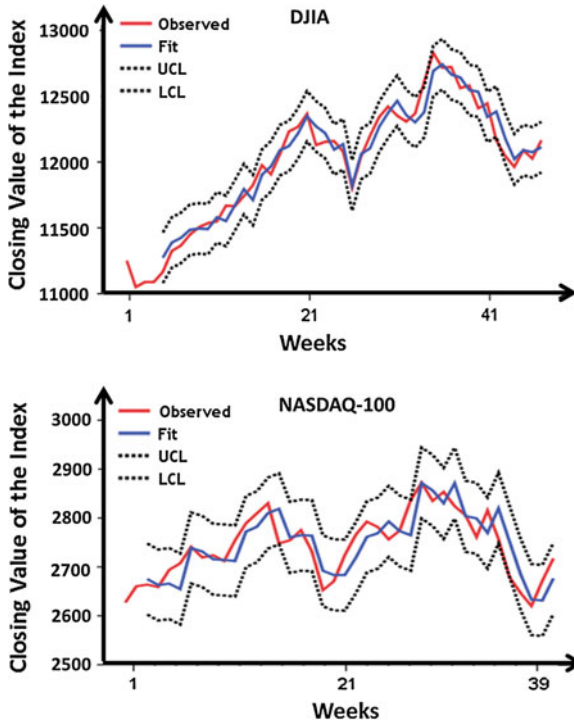 DJIA
Observed
Fit
UCL
LCL
Closing Value of the Index
13000
12500
12000
11500
11000
1 21 41
Weeks
NASDAQ-100
Observed
Fit
UCL
LCL
Closing Value of the Index
3000
2900
2800
2700
2600
2500
1 21 39
Weeks